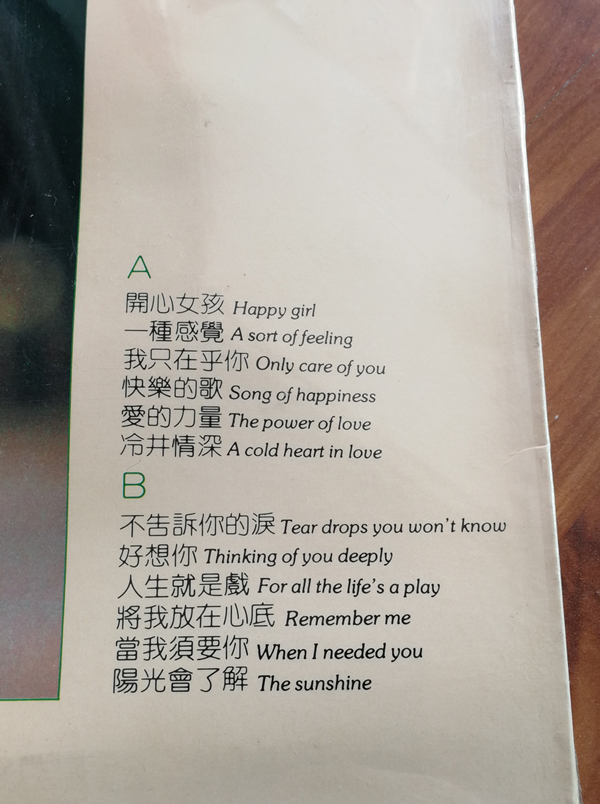 A
開心女孩 Happy girl
一種感覺 A sort of feeling
我只在乎你 Only care of you
快樂的歌 Song of happiness
愛的力量 The power of love
冷井情深 A cold heart in love
B
不告訴你的淚 Tear drops you won't know
好想你 Thinking of you deeply
人生就是戲 For all the life's a play
將我放在心底 Remember me
當我須要你 When I needed you
陽光會了解 The sunshine